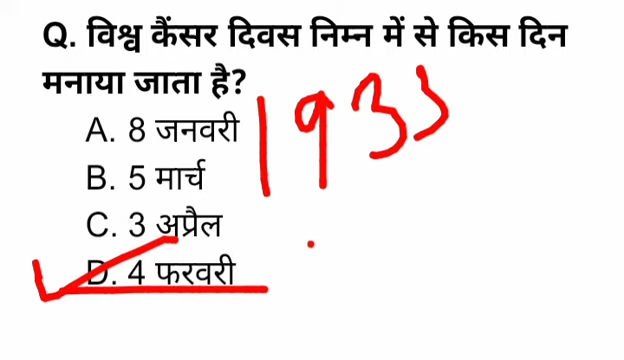 Q. विश्व कैंसर दिवस निम्न में से किस दिन
मनाया जाता है?
A. 8 जनवरी
B. 5 मार्च
C. 3 अप्रैल
D. 4 फरवरी
1933